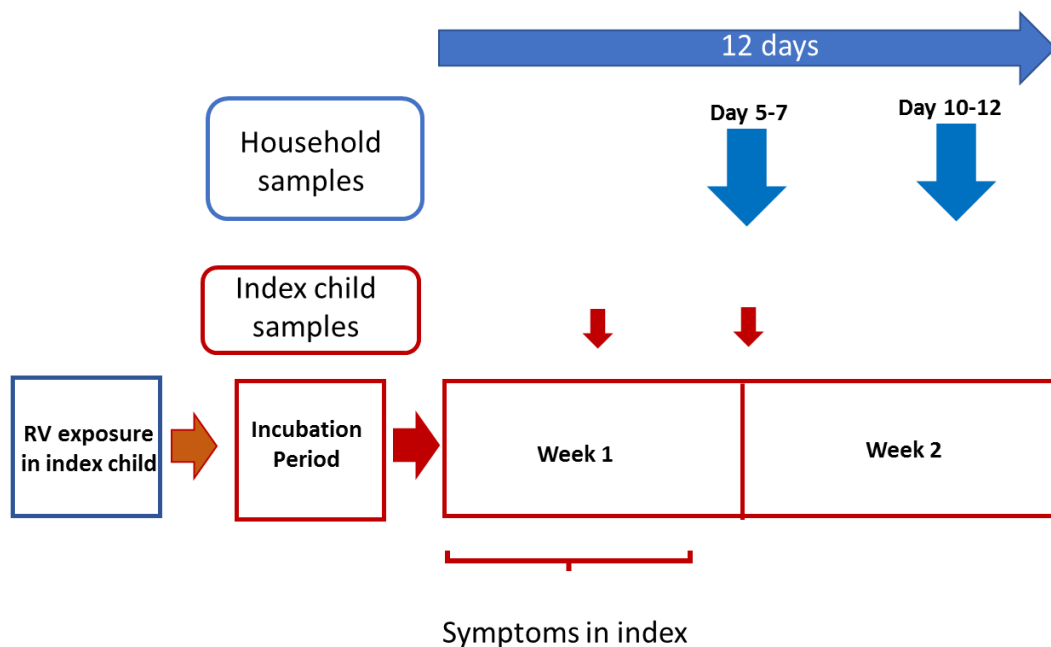 12 days
Day 5-7
Day 10-12
Household
samples
Index child
samples
RV exposure
in index child
Incubation
Period
Week 1
Week 2
Symptoms in index